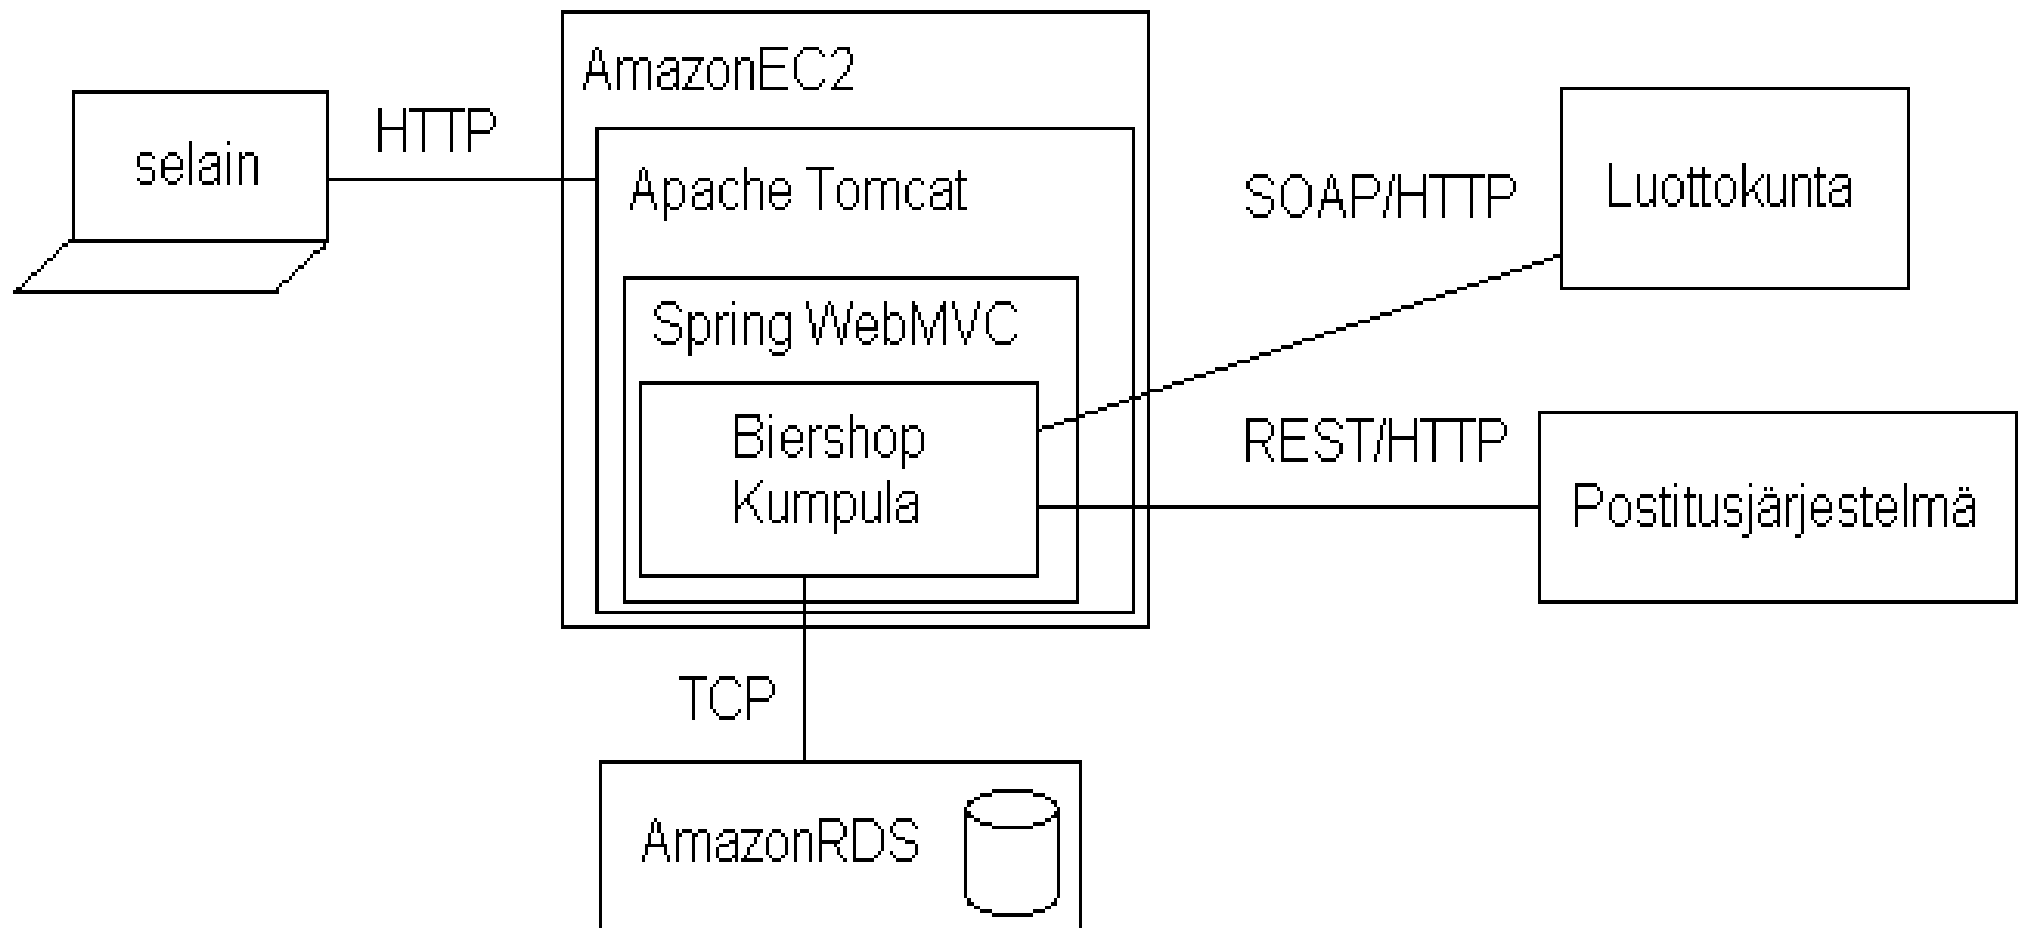 AmazonEC2
selain
HTTP
Apache Tomcat
SOAP/HTTP
Luottokunta
Spring WebMVC
Biershop
Kumpula
REST/HTTP
Postitusjärjestelmä
TCP
AmazonRDS